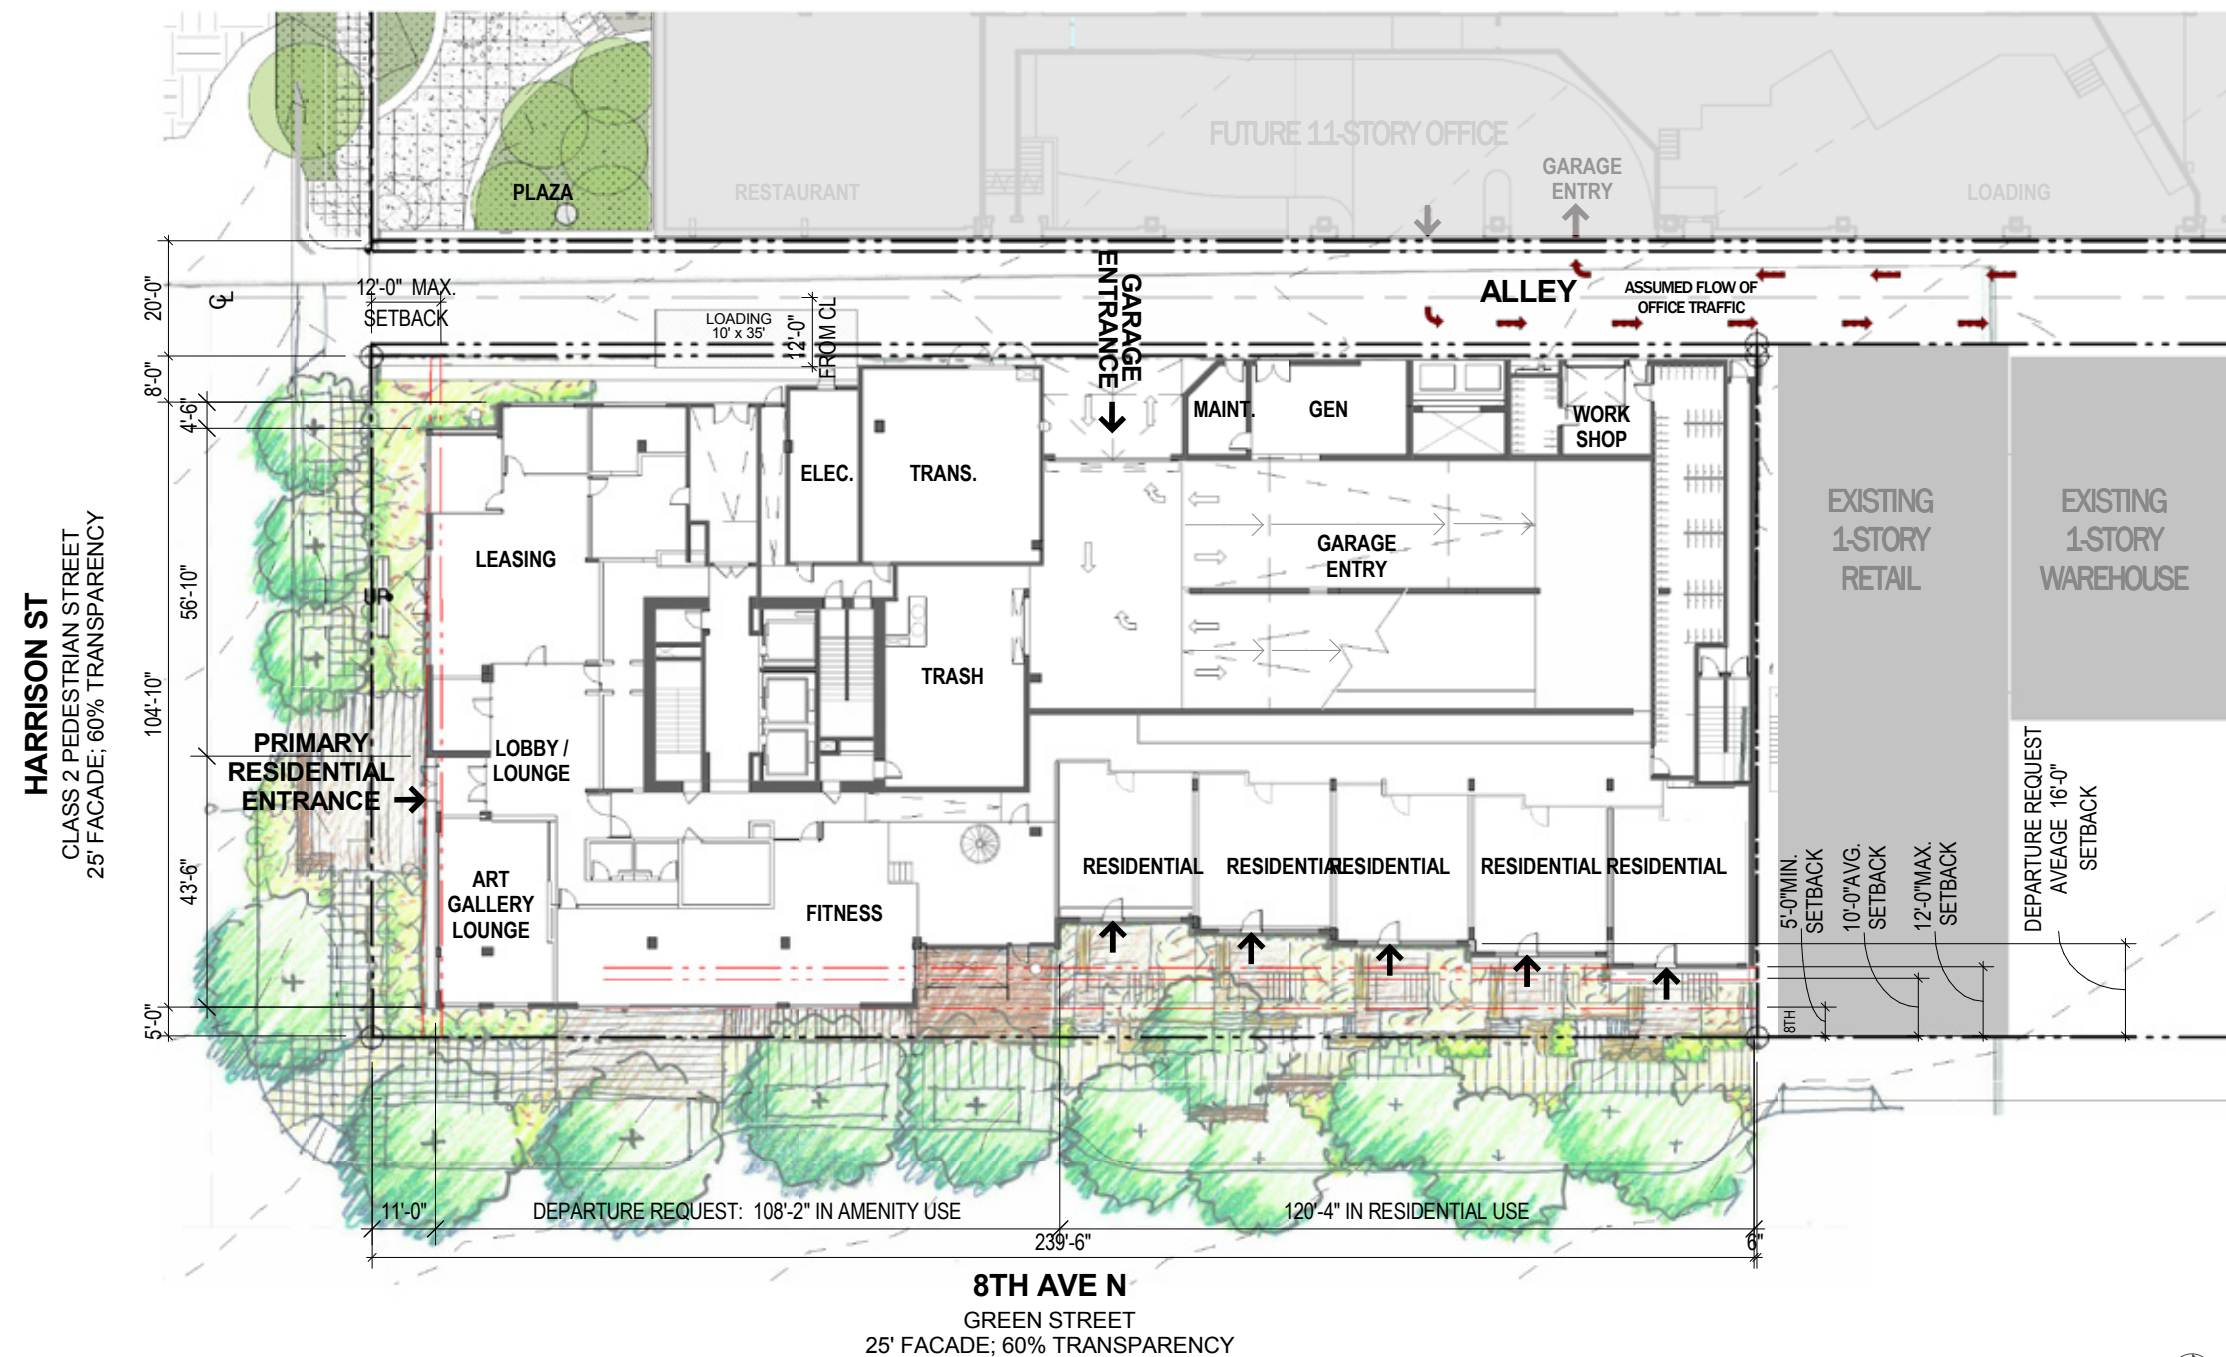 FUTURE 11-STORY OFFICE
GARAGE
ENTRY
PLAZA
RESTAURANT
LOADING
GARAGE
ENTRANCE
ALLEY
ASSUMED FLOW OF
OFFICE TRAFFIC
20'-0"
12'-0" MAX.
SETBACK
LOADING
10' x 35'
12'-0"
FROM CL
8'-0"
4'-6"
MAINT.
GEN
WORK
SHOP
ELEC.
TRANS.
EXISTING
1-STORY
RETAIL
EXISTING
1-STORY
WAREHOUSE
LEASING
GARAGE
ENTRY
HARRISON ST
CLASS 2 PEDESTRIAN STREET
25' FACADE; 60% TRANSPARENCY
56'-10"
UP
104'-10"
TRASH
PRIMARY
RESIDENTIAL
ENTRANCE
LOBBY /
LOUNGE
43'-6"
ART
GALLERY
LOUNGE
FITNESS
RESIDENTIAL
RESIDENTIAL
RESIDENTIAL
RESIDENTIAL
RESIDENTIAL
5'-0"MIN.
SETBACK
10'-0"AVG.
SETBACK
12'-0"MAX.
SETBACK
DEPARTURE REQUEST
AVEAGE 16'-0"
SETBACK
8TH
5'-0"
11'-0"
DEPARTURE REQUEST: 108'-2" IN AMENITY USE
120'-4" IN RESIDENTIAL USE
239'-6"
6"
8TH AVE N
GREEN STREET
25' FACADE; 60% TRANSPARENCY